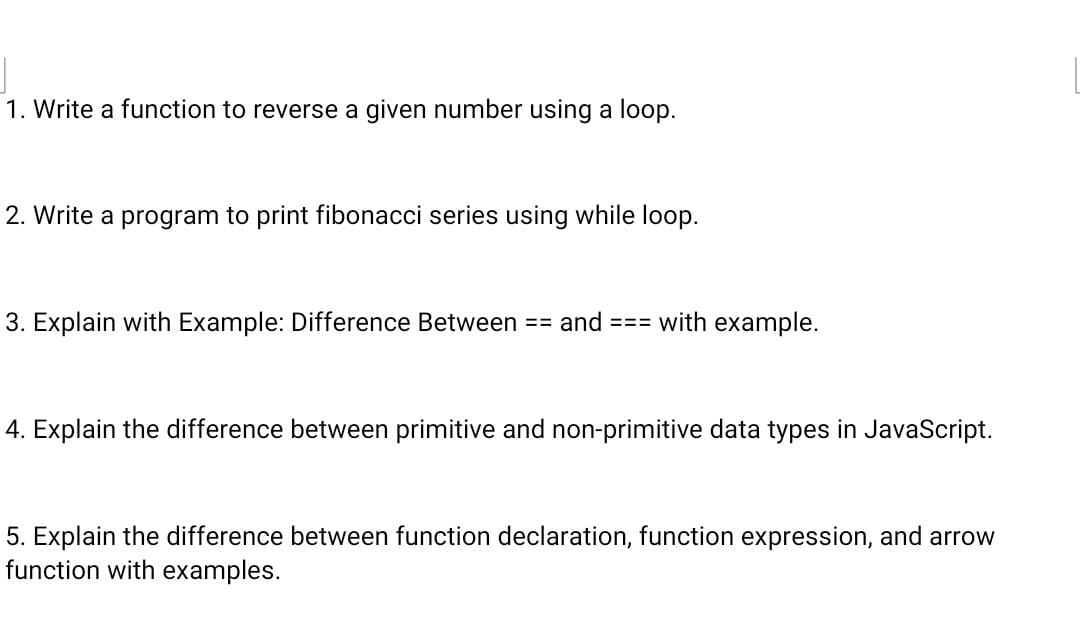 1. Write a function to reverse a given number using a loop.
2. Write a program to print fibonacci series using while loop.
3. Explain with Example: Difference Between == and === with example.
4. Explain the difference between primitive and non-primitive data types in JavaScript.
5. Explain the difference between function declaration, function expression, and arrow
function with examples.